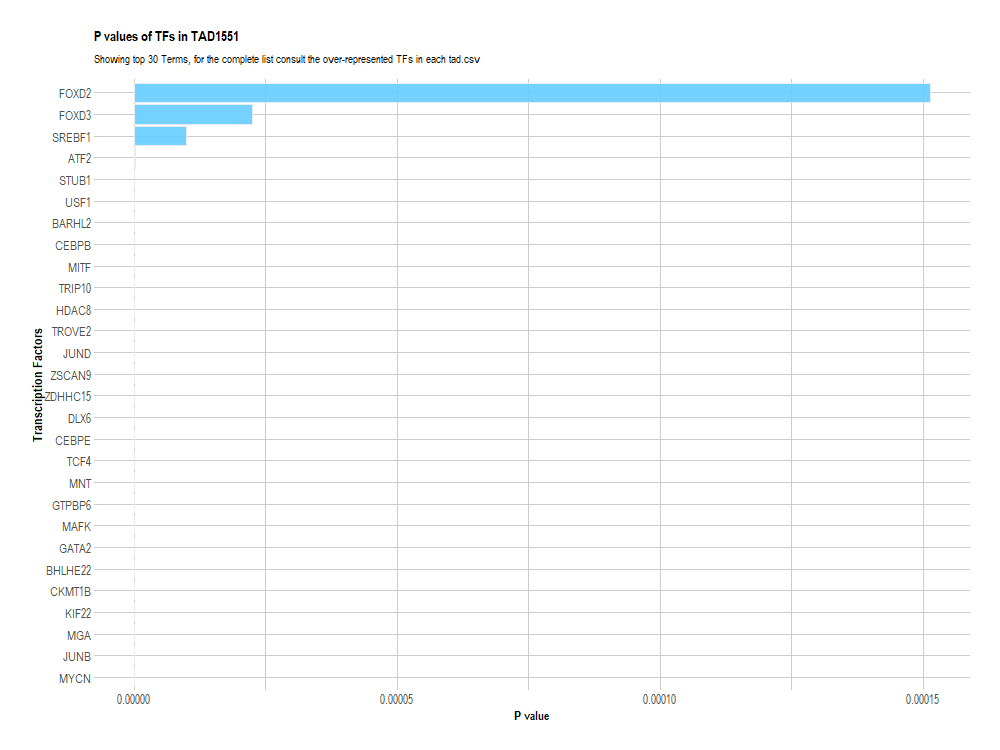 P values of TFs in TAD1551
Showing top 30 Terms, for the complete list consult the over-represented TFs in each tad.csv
FOXD2
FOXD3
SREBF1
ATF2
STUB1
USF1
BARHL2
CEBPB
MITF
TRIP10
HDAC8
TROVE2
JUND
ZSCAN9
ZDHHC15
DLX6
CEBPE
TCF4
MNT
GTPBP6
MAFK
GATA2
BHLHE22
CKMT1B
KIF22
MGA
JUNB
MYCN
Transcription Factors
0.00000 0.00005 0.00010 0.00015
P value